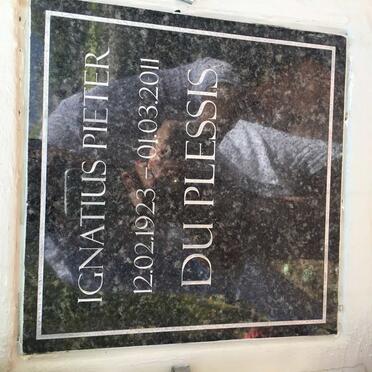 IGNATIUS PIETER
12.02.1923 - 01.03.2011
DU PLESSIS